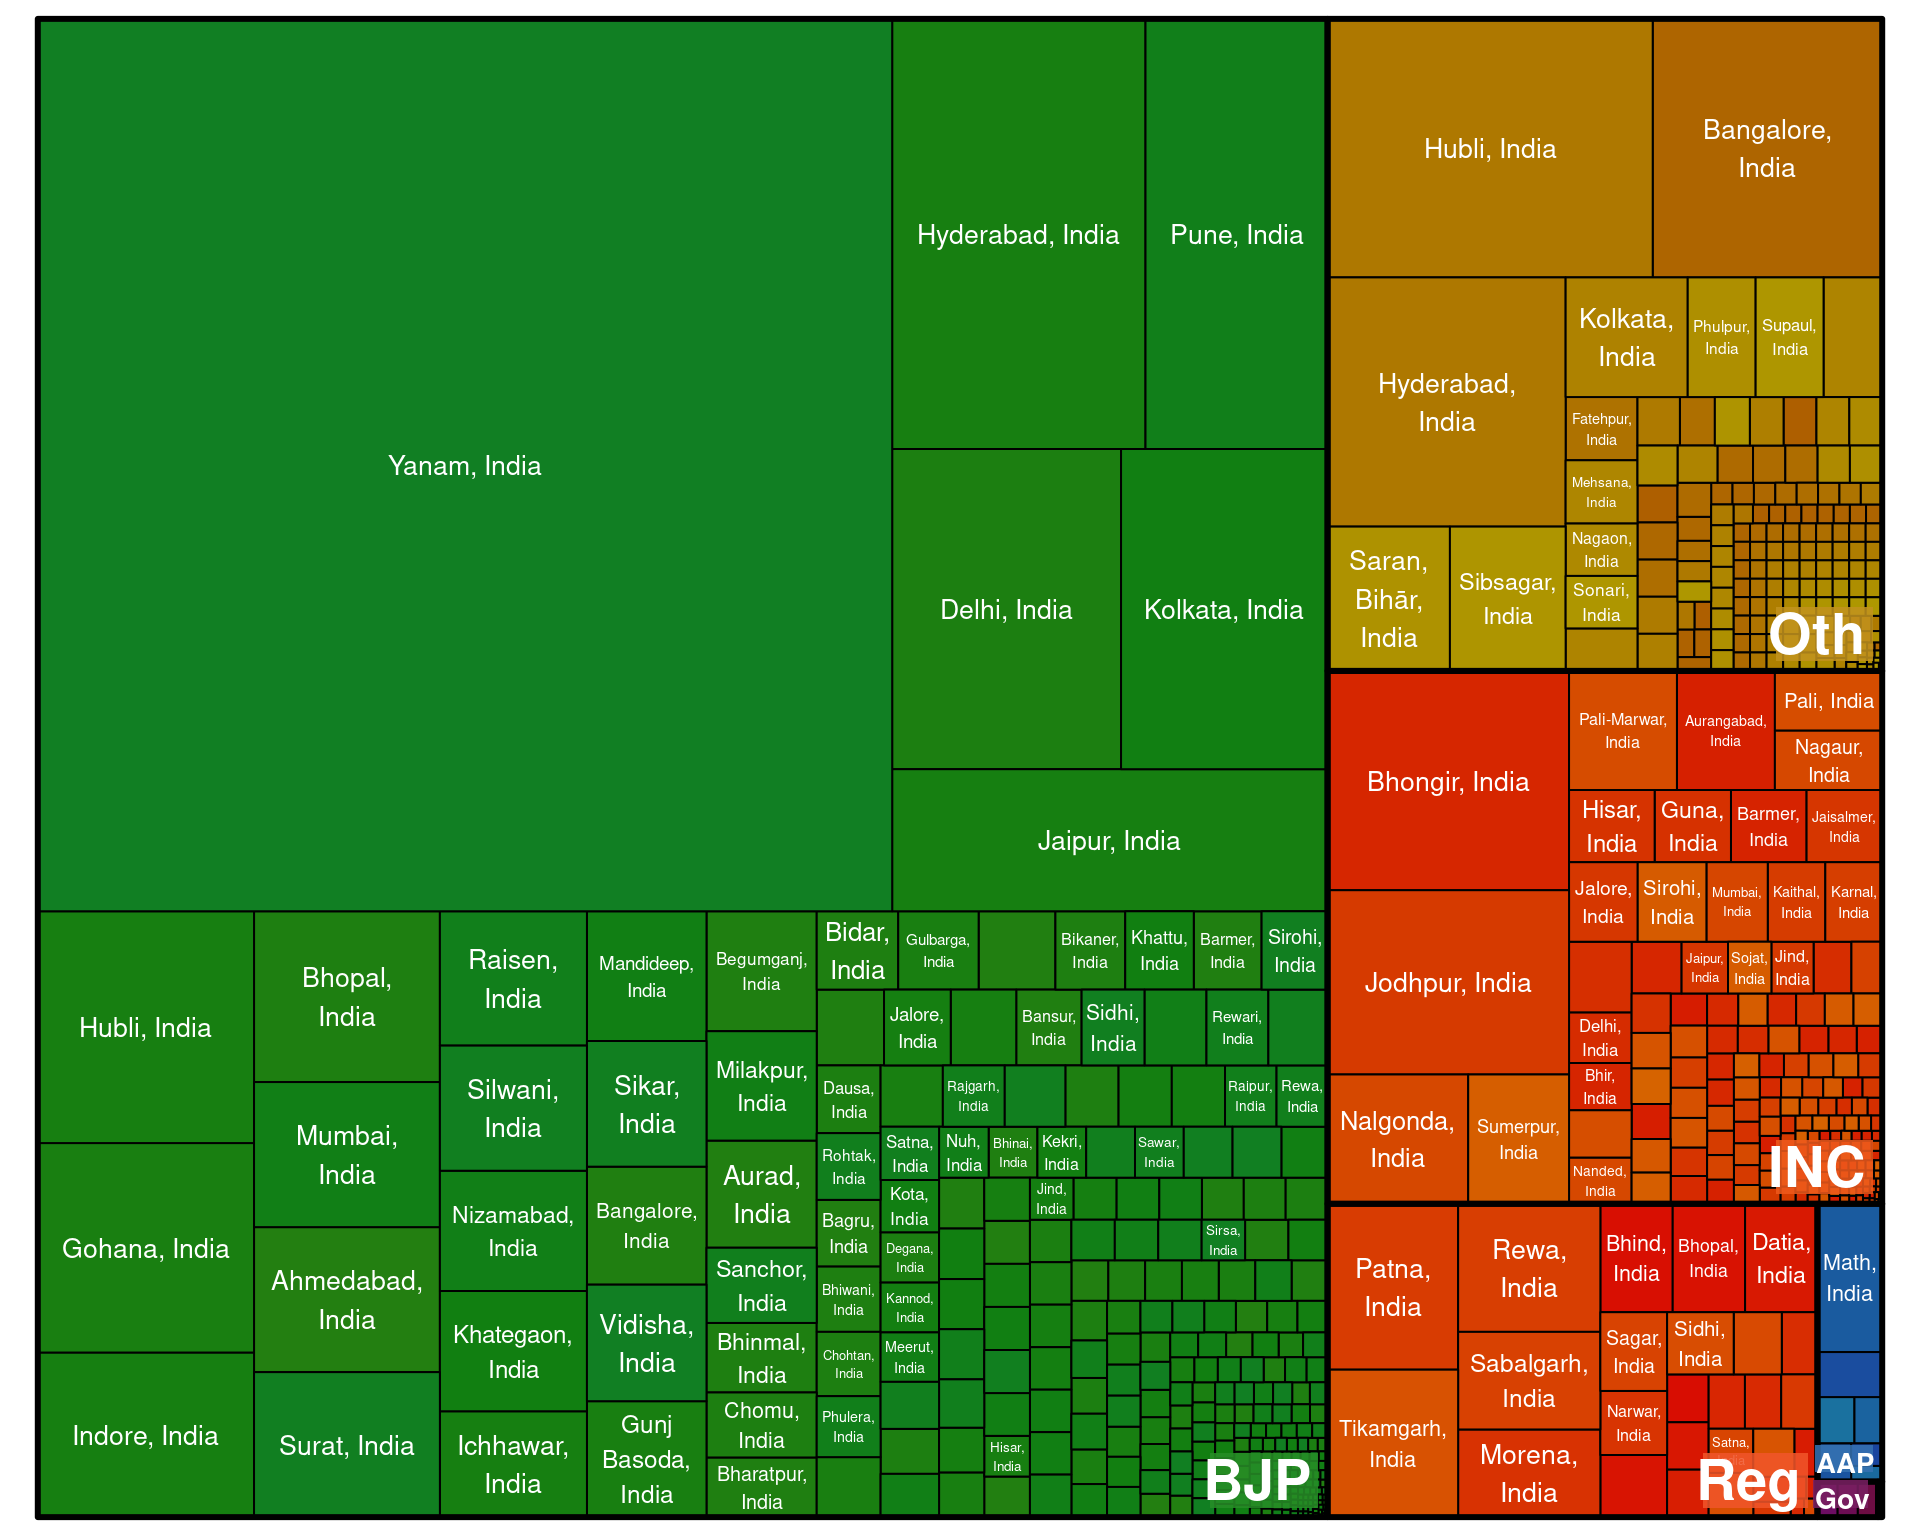 Yanam, India
Hyderabad, India
Pune, India
Delhi, India
Kolkata, India
Jaipur, India
Hubli, India
Gohana, India
Indore, India
Bhopal,
India
Mumbai,
India
Ahmedabad,
India
Surat, India
Raisen,
India
Silwani,
India
Nizamabad,
India
Khategaon,
India
Ichhawar,
India
Mandideep,
India
Sikar,
India
Bangalore,
India
Vidisha,
India
Gunj
Basoda,
India
Begumganj,
India
Milakpur,
India
Aurad,
India
Sanchor,
India
Bhinmal,
India
Chomu,
India
Bharatpur,
India
Bidar,
India
Gulbarga,
India
Bikaner,
India
Khattu,
India
Barmer,
India
Sirohi,
India
Jalore,
India
Bansur,
India
Sidhi,
India
Rewari,
India
Dausa,
India
Rajgarh,
India
Raipur,
India
Rewa,
India
Rohtak,
India
Satna,
India
Nuh,
India
Bhinai,
India
Kekri,
India
Sawar,
India
Bagru,
India
Kota,
India
Jind,
India
Sirsa,
India
Degana,
India
Bhiwani,
India
Kannod,
India
Chohtan,
India
Meerut,
India
Phulera,
India
Hisar,
India
BJP
Hubli, India
Bangalore,
India
Hyderabad,
India
Kolkata,
India
Phulpur,
India
Supaul,
India
Fatehpur,
India
Mehsana,
India
Nagaon,
India
Sonari,
India
Saran,
Bihār,
India
Sibsagar,
India
Oth
Bhongir, India
Jodhpur, India
Nalgonda,
India
Sumerpur,
India
Pali-Marwar,
India
Aurangabad,
India
Pali, India
Nagaur,
India
Hisar,
India
Guna,
India
Barmer,
India
Jaisalmer,
India
Jalore,
India
Sirohi,
India
Mumbai,
India
Kaithal,
India
Karnal,
India
Jaipur,
India
Sojat,
India
Jind,
India
Delhi,
India
Bhir,
India
Nanded,
India
INC
Patna,
India
Tikamgarh,
India
Rewa,
India
Sabalgarh,
India
Morena,
India
Bhind,
India
Bhopal,
India
Datia,
India
Sagar,
India
Sidhi,
India
Narwar,
India
Satna,
Reg
Math,
India
AAP
Gov